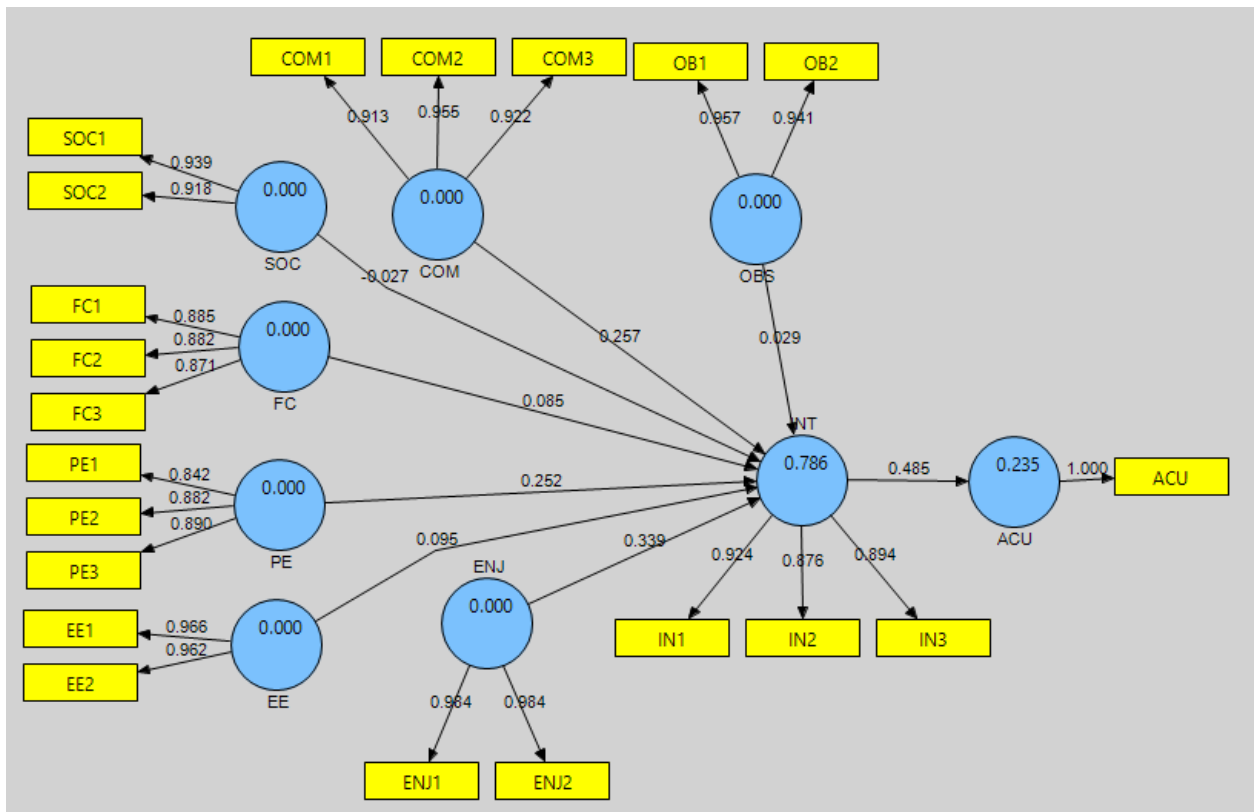 COM1
COM2
COM3
OB1
OB2
0.913
0.955
0.922
0.957
0.941
SOC1
SOC2
0.939
0.918
0.000
SOC
0.000
COM
0.000
OBS
-0.027
0.257
0.029
FC1
FC2
FC3
0.885
0.882
0.871
0.000
FC
0.085
PE1
PE2
PE3
0.842
0.882
0.890
0.000
PE
0.252
INT
0.786
0.485
0.235
ACU
1.000
ACU
EE1
EE2
0.966
0.962
0.000
EE
0.095
ENJ
0.000
0.339
0.984
0.984
ENJ1
ENJ2
0.924
0.876
0.894
IN1
IN2
IN3